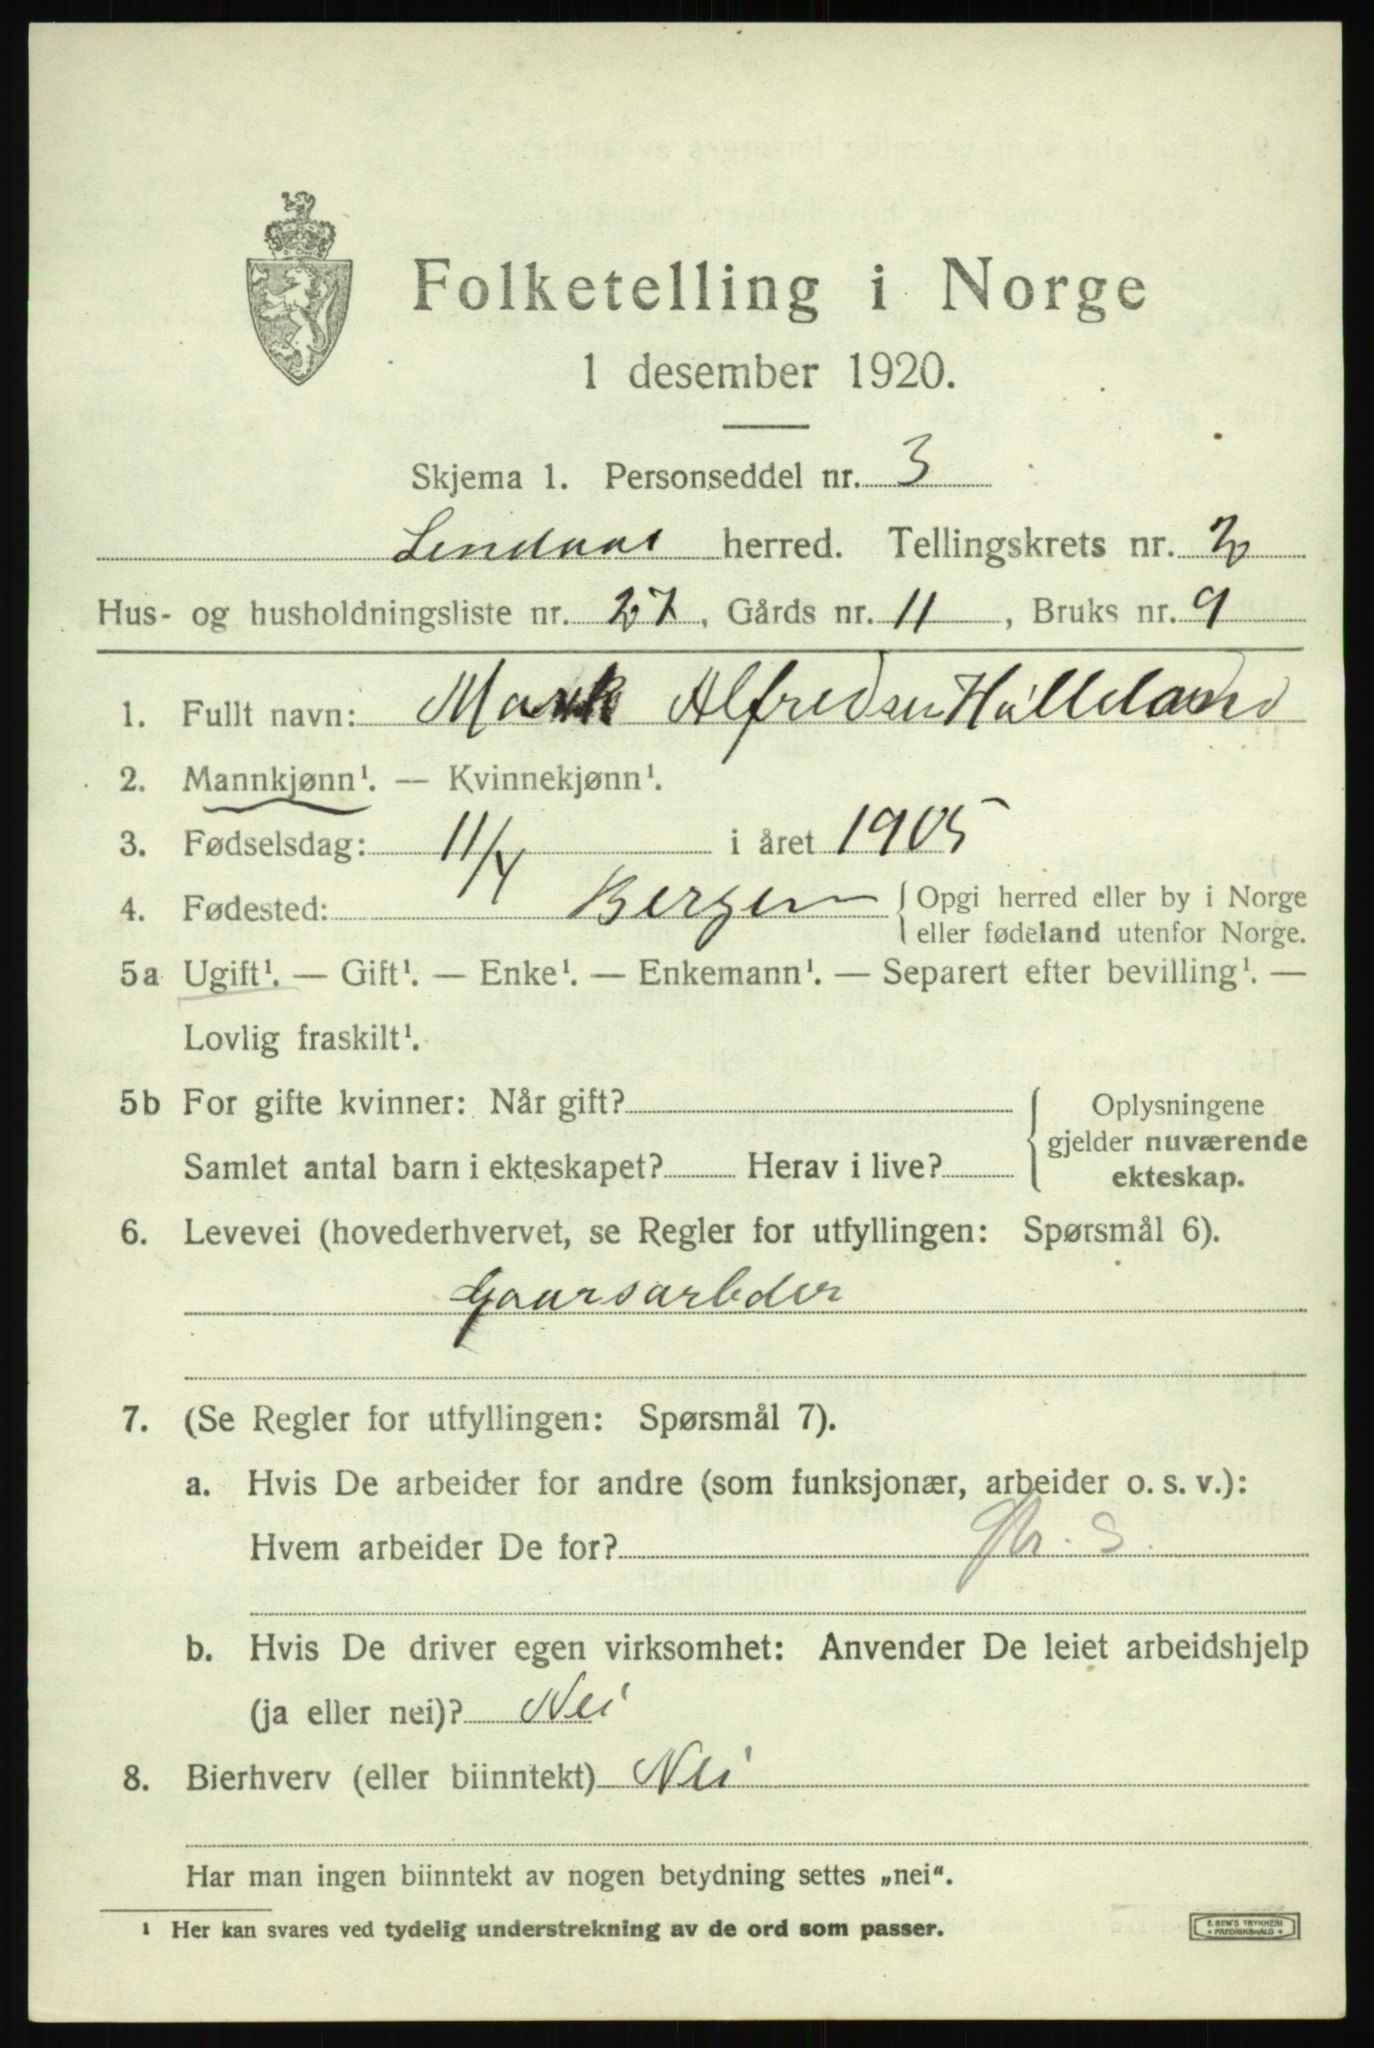 Folketelling i Norge
1 desember 1920.
Skjema 1. Personseddel nr. 3
Lindaas herred. Tellingskrets nr. 2
Hus- og husholdningsliste nr. 27, Gårds nr. 11, Bruks nr. 9
1. Fullt navn: Mark Alfredsen Hilleland
2. Mannkjønn¹. — Kvinnekjønn¹.
3. Fødselsdag: 11/4 i året 1905
4. Fødested: Bergen { Opgi herred eller by i Norge
eller fødeland utenfor Norge.
5a Ugift¹. — Gift¹. — Enke¹. — Enkemann¹. — Separert efter bevilling¹. —
Lovlig fraskilt¹.
5b For gifte kvinner: Når gift?
Samlet antal barn i ekteskapet? Herav i live?
{ Oplysningene
gjelder nuværende
ekteskap.
6. Levevei (hovederhvervet, se Regler for utfyllingen: Spørsmål 6).
Gaarsarbder
7. (Se Regler for utfyllingen: Spørsmål 7).
a. Hvis De arbeider for andre (som funksjonær, arbeider o. s. v.):
Hvem arbeider De for?
b. Hvis De driver egen virksomhet: Anvender De leiet arbeidshjelp
(ja eller nei)? Nei
8. Bierhverv (eller biinntekt) Nei
Har man ingen biinntekt av nogen betydning settes „nei“.
¹ Her kan svares ved tydelig understrekning av de ord som passer.
E. SEM'S TRYKKERI
FREDRIKSHALD